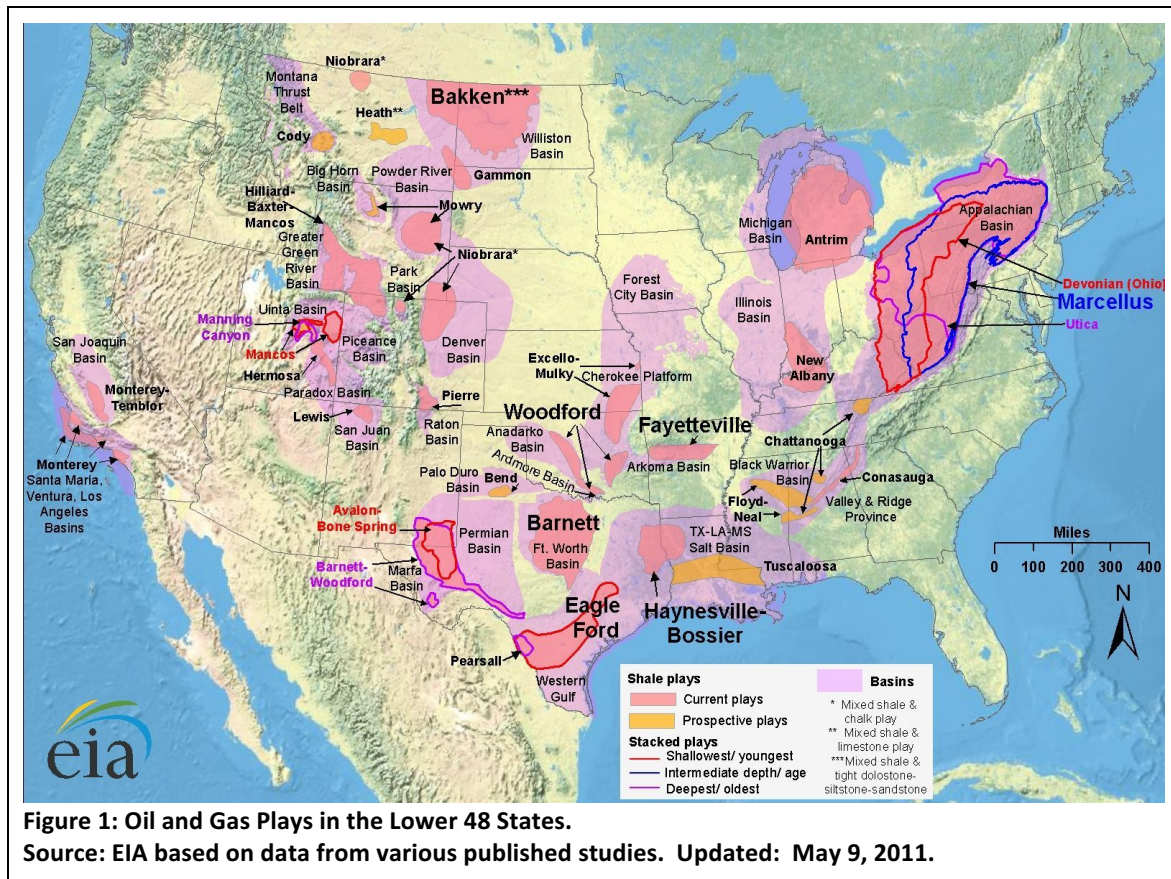 Niobrara*
Montana
Thrust
Belt
Bakken***
Heath**
Cody
Williston
Basin
Big Horn
Basin
Powder River
Basin
Gammon
Hilliard-
Baxter-
Mancos
Mowry
Michigan
Basin
Antrim
Appalachian
Basin
Greater
Green
River
Basin
Park
Basin
Niobrara*
Forest
City Basin
Devonian (Ohio)
Marcellus
Utica
Uinta Basin
Manning
Canyon
Illinois
Basin
San Joaquin
Basin
Mancos
Piceance
Basin
Denver
Basin
Excello-
Mulky
Cherokee Platform
New
Albany
Hermosa
Paradox Basin
Monterey-
Temblor
Lewis
San Juan
Basin
Pierre
Raton
Basin
Woodford
Anadarko
Basin
Fayetteville
Arkoma Basin
Chattanooga
Black Warrior
Basin
Conasauga
Monterey
Santa Maria,
Ventura, Los
Angeles
Basins
Palo Duro
Basin
Bend
Ardmore Basin
Floyd-
Neal
Valley & Ridge
Province
Avalon-
Bone Spring
Permian
Basin
Barnett
Ft. Worth
Basin
TX-LA-MS
Salt Basin
Tuscaloosa
Miles
0 100 200 300 400
N
Barnett-
Woodford
Marfa
Basin
Eagle
Ford
Haynesville-
Bossier
Pearsall
Western
Gulf
eia
Shale plays
Current plays
Prospective plays
Stacked plays
Shallowest/ youngest
Intermediate depth/ age
Deepest/ oldest
Basins
* Mixed shale &
chalk play
** Mixed shale &
limestone play
***Mixed shale &
tight dolostone-
siltstone-sandstone
Figure 1: Oil and Gas Plays in the Lower 48 States.
Source: EIA based on data from various published studies. Updated: May 9, 2011.